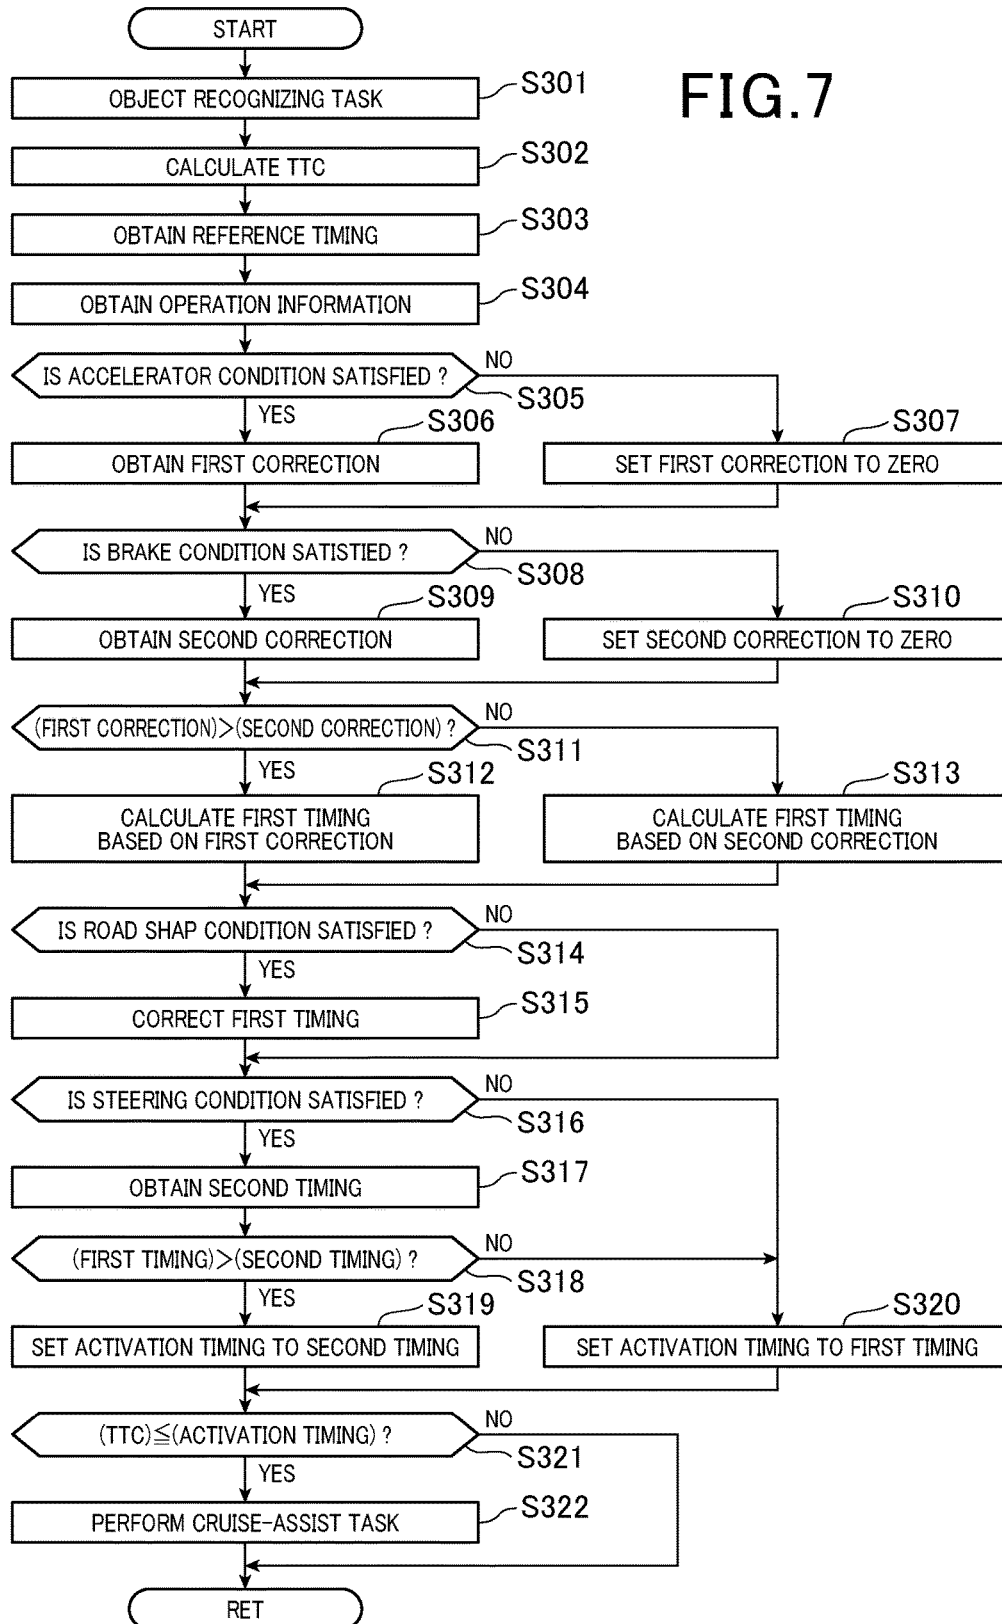 START
FIG.7
OBJECT RECOGNIZING TASK
S301
CALCULATE TTC
S302
OBTAIN REFERENCE TIMING
S303
OBTAIN OPERATION INFORMATION
S304
IS ACCELERATOR CONDITION SATISFIED ?
NO
S305
YES
S306
S307
OBTAIN FIRST CORRECTION
SET FIRST CORRECTION TO ZERO
IS BRAKE CONDITION SATISTIED ?
NO
S308
YES
S309
S310
OBTAIN SECOND CORRECTION
SET SECOND CORRECTION TO ZERO
(FIRST CORRECTION)>(SECOND CORRECTION) ?
NO
S311
YES
S312
S313
CALCULATE FIRST TIMING
BASED ON FIRST CORRECTION
CALCULATE FIRST TIMING
BASED ON SECOND CORRECTION
IS ROAD SHAP CONDITION SATISFIED ?
NO
S314
YES
CORRECT FIRST TIMING
S315
IS STEERING CONDITION SATISFIED ?
NO
S316
YES
OBTAIN SECOND TIMING
S317
(FIRST TIMING)>(SECOND TIMING) ?
NO
S318
YES
S319
S320
SET ACTIVATION TIMING TO SECOND TIMING
SET ACTIVATION TIMING TO FIRST TIMING
(TTC)≦(ACTIVATION TIMING) ?
NO
S321
YES
PERFORM CRUISE-ASSIST TASK
S322
RET